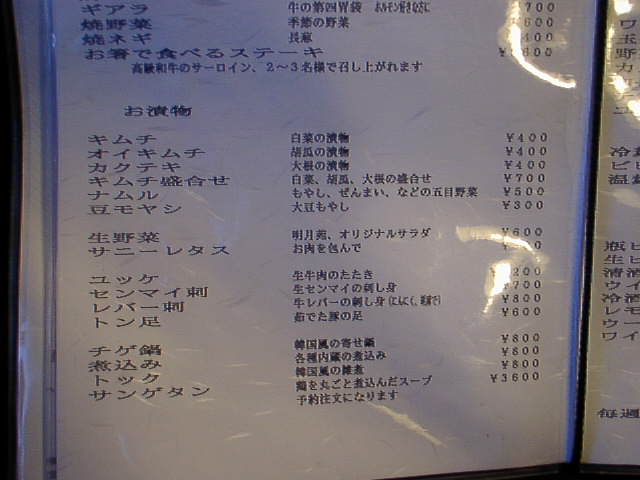 ギアラ 牛の第四胃袋 ホルモン好きなに 700
焼野菜 季節の野菜 600
焼ネギ 長葱 400
お箸で食べるステーキ
高級和牛のサーロイン、2〜3名様で召し上がれます
お漬物
キムチ 白菜の漬物 ¥400
オイキムチ 胡瓜の漬物 ¥400
カクテキ 大根の漬物 ¥400
キムチ盛合せ 白菜、胡瓜、大根の盛合せ ¥700
ナムル もやし、ぜんまい、などの五目野菜 ¥500
豆モヤシ 大豆もやし ¥300
生野菜 明月苑、オリジナルサラダ ¥600
サニーレタス お肉を包んで
ユッケ 生牛肉のたたき 200
センマイ刺 生センマイの刺し身 ¥700
レバー刺 牛レバーの刺し身 ¥800
トン足 茹でた豚の足 ¥600
チゲ鍋 韓国風の寄せ鍋 ¥800
煮込み 各種内蔵の煮込み ¥800
トック 韓国風の雑煮 ¥800
サンゲタン 鶏を丸ごと煮込んだスープ ¥3600
予約注文になります
毎週